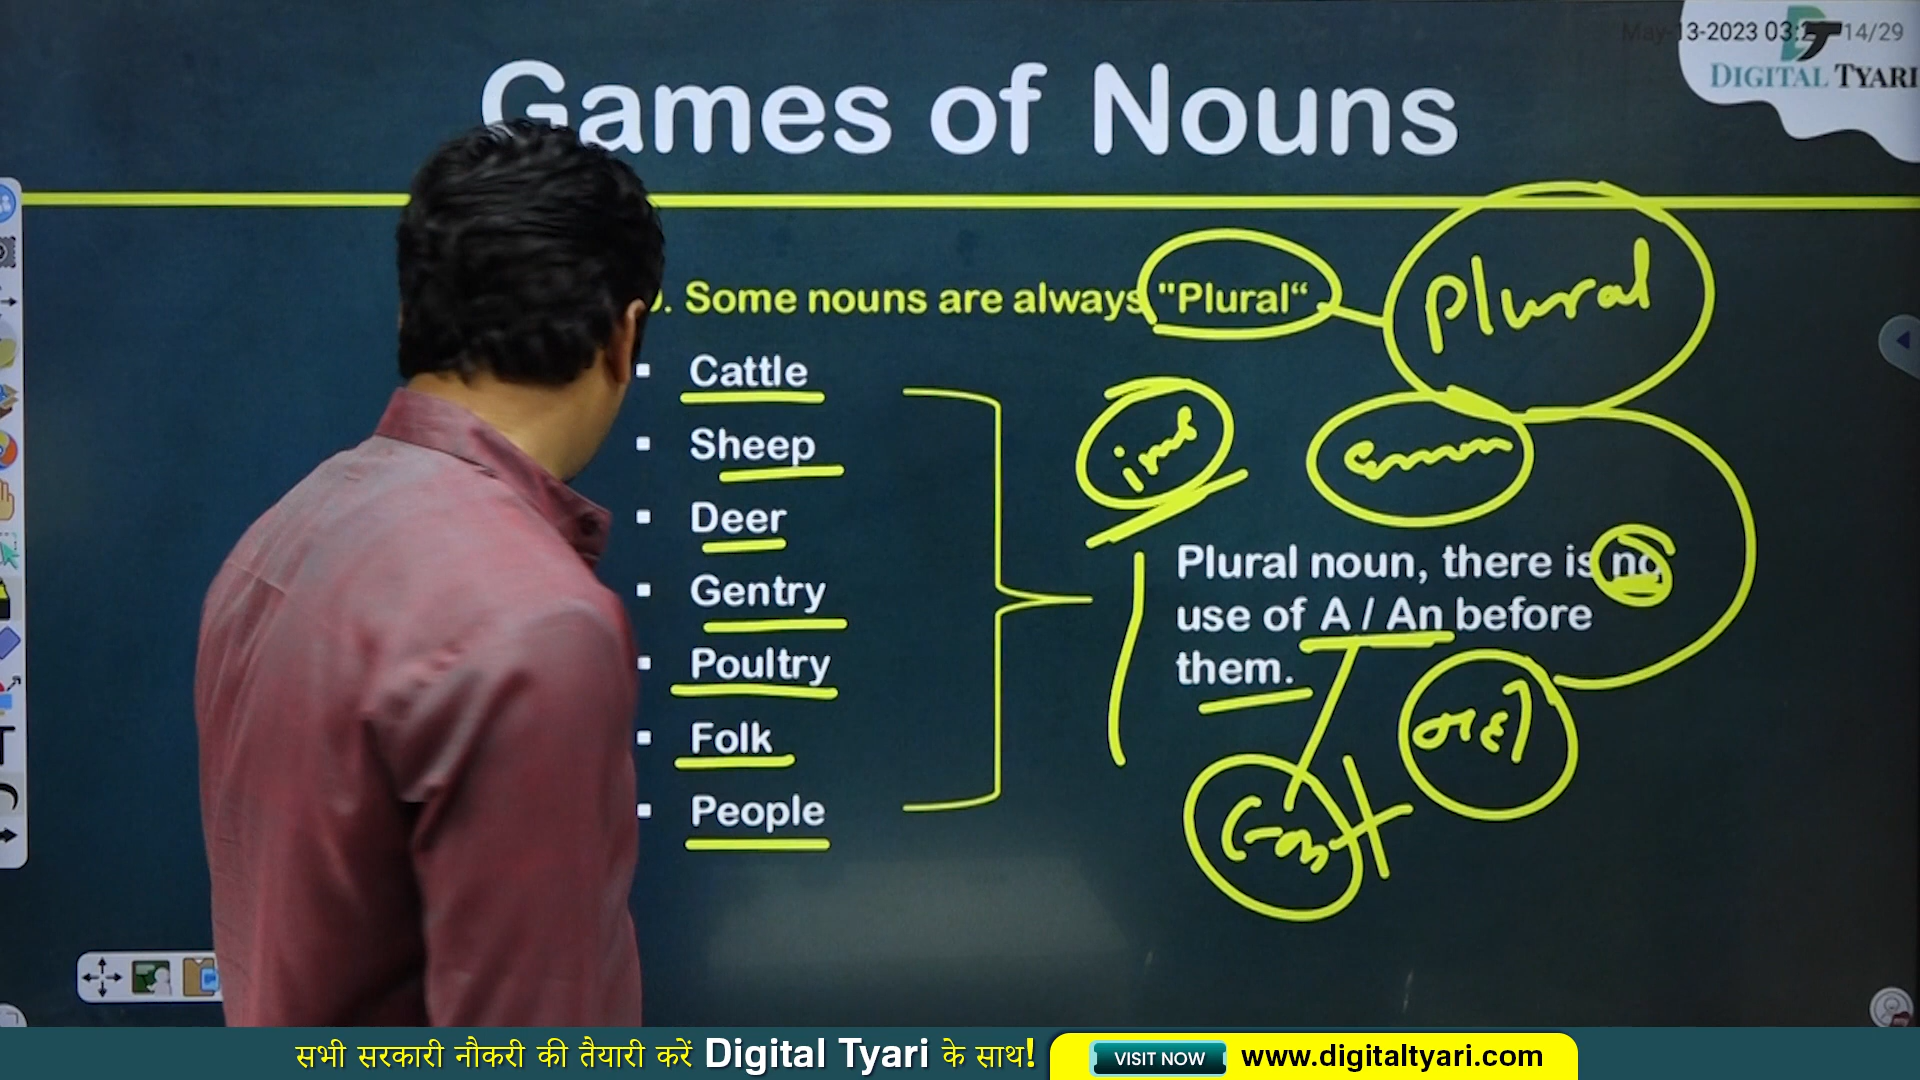 May-13-2023 03: 14/29
DIGITAL TYARI
Games of Nouns
. Some nouns are always "Plural“
Plural
Cattle
Sheep
Deer
Gentry
Poultry
Folk
People
Plural noun, there is no
use of A / An before
them.
नही
सभी सरकारी नौकरी की तैयारी करें Digital Tyari के साथ!
VISIT NOW
www.digitaltyari.com